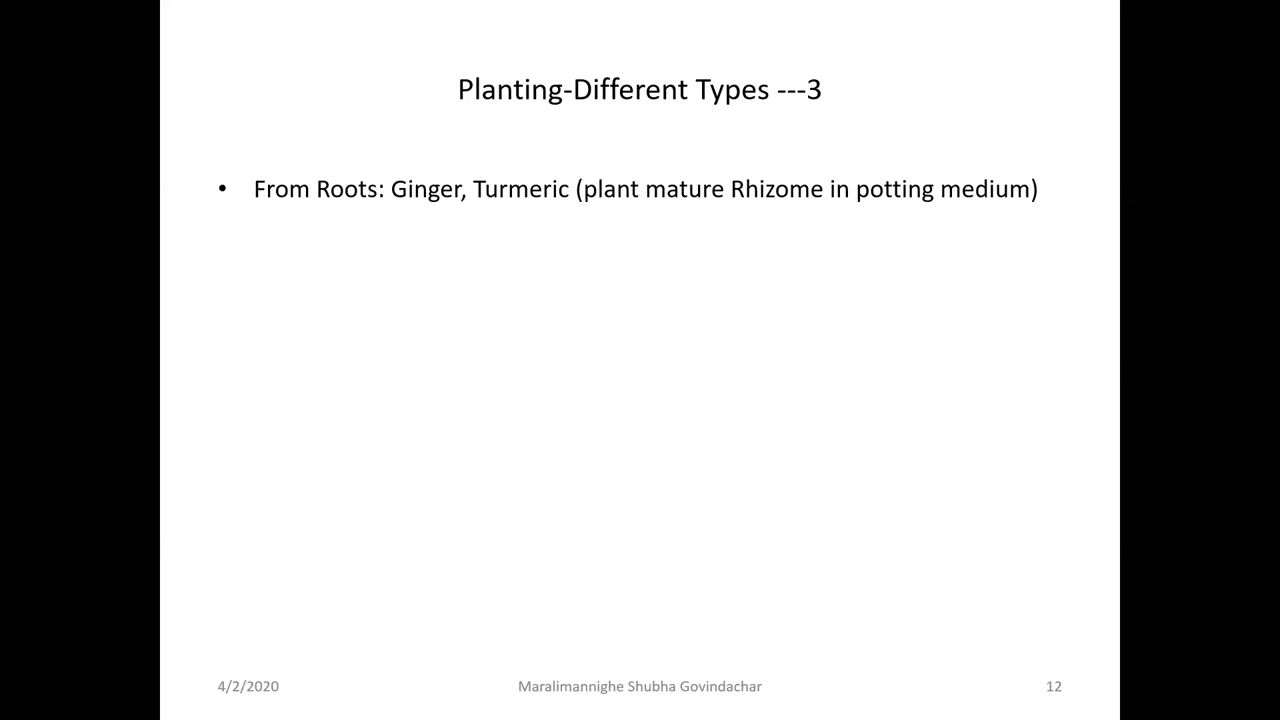 Planting-Different Types ---3
• From Roots: Ginger, Turmeric (plant mature Rhizome in potting medium)
4/2/2020
Maralimannighe Shubha Govindachar
12